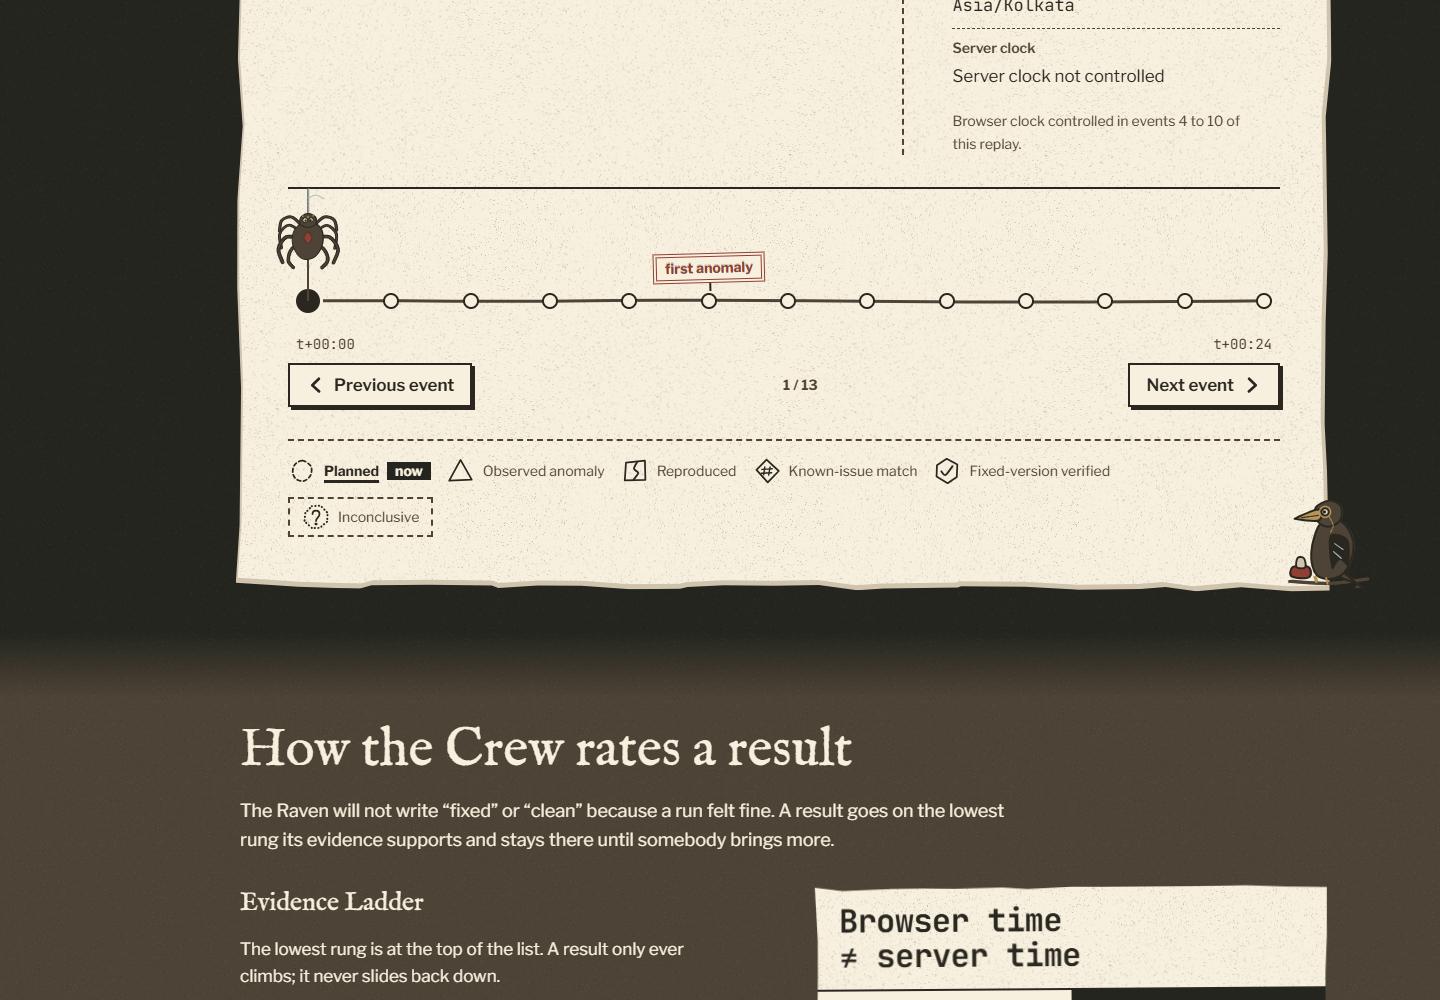 Asia/Kolkata
Server clock
Server clock not controlled
Browser clock controlled in events 4 to 10 of
this replay.
first anomaly
t+00:00
t+00:24
Previous event
1 / 13
Next event
Planned now Observed anomaly Reproduced # Known-issue match Fixed-version verified
? Inconclusive
How the Crew rates a result
The Raven will not write “fixed” or “clean” because a run felt fine. A result goes on the lowest
rung its evidence supports and stays there until somebody brings more.
Evidence Ladder
The lowest rung is at the top of the list. A result only ever
climbs; it never slides back down.
Browser time
≠ server time